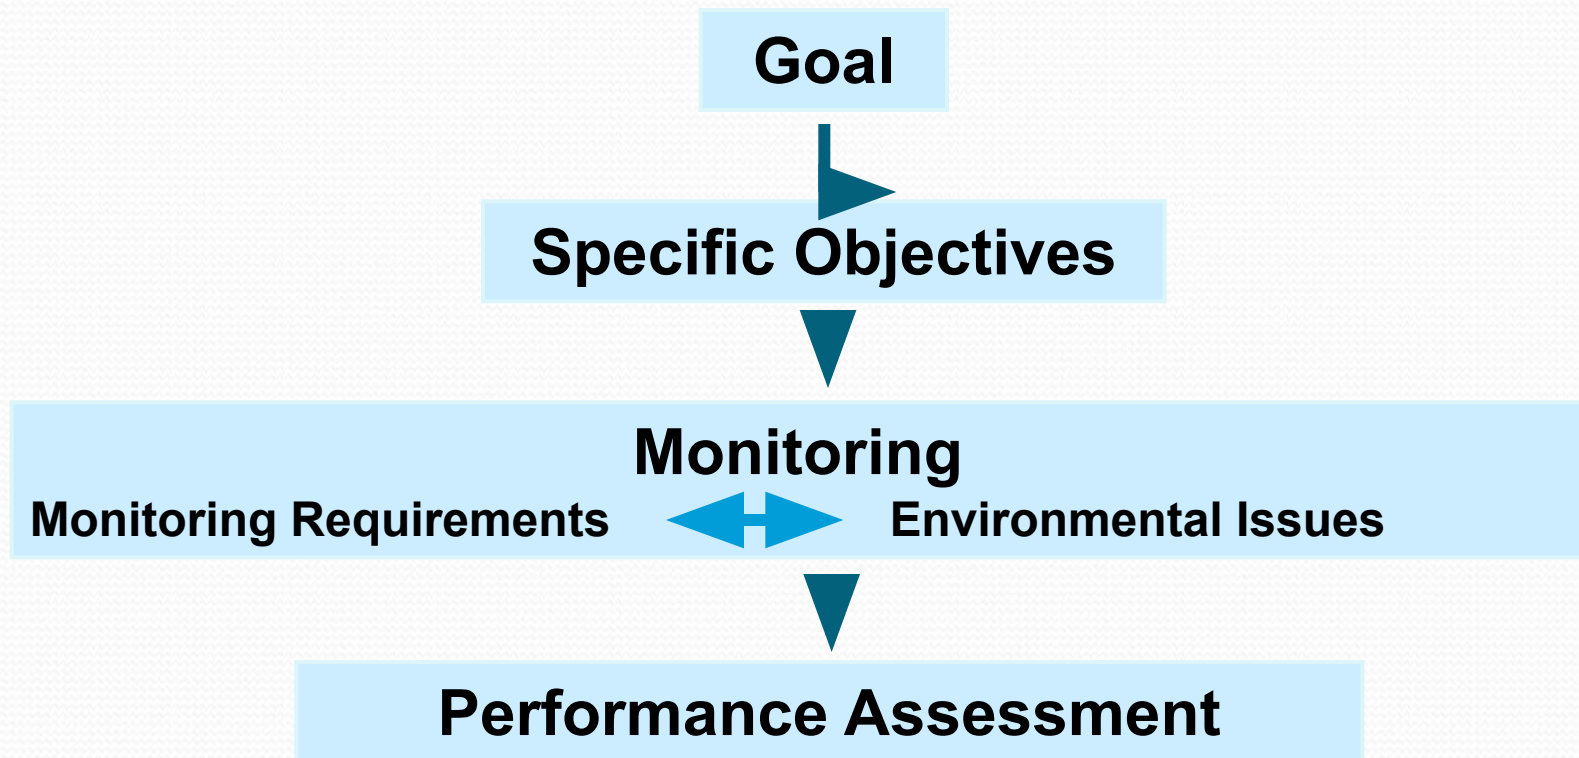 Goal
Specific Objectives
Monitoring
Monitoring Requirements Environmental Issues
Performance Assessment